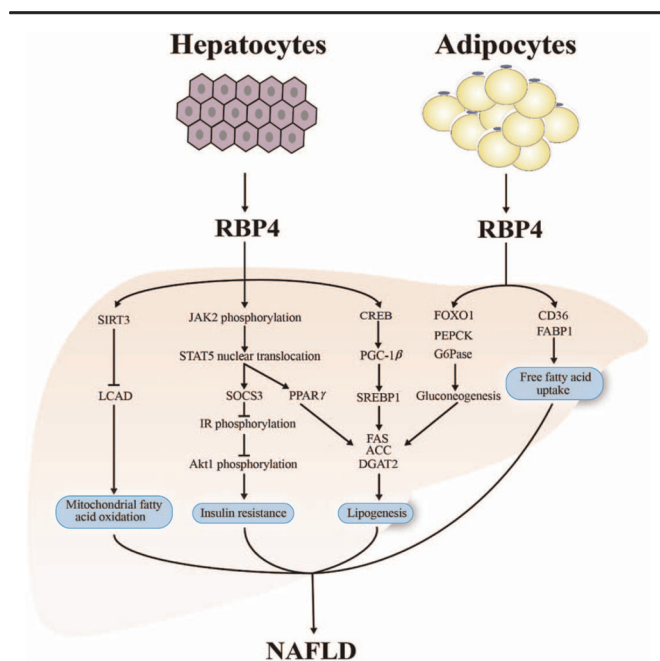 Hepatocytes
Adipocytes
RBP4
RBP4
SIRT3
JAK2 phosphorylation
CREB
FOXO1
PEPCK
G6Pase
CD36
FABP1
STAT5 nuclear translocation
PGC-1β
Free fatty acid
uptake
LCAD
SOCS3
PPARγ
SREBP1
Gluconeogenesis
IR phosphorylation
FAS
ACC
DGAT2
Akt1 phosphorylation
Mitochondrial fatty
acid oxidation
Insulin resistance
Lipogenesis
NAFLD